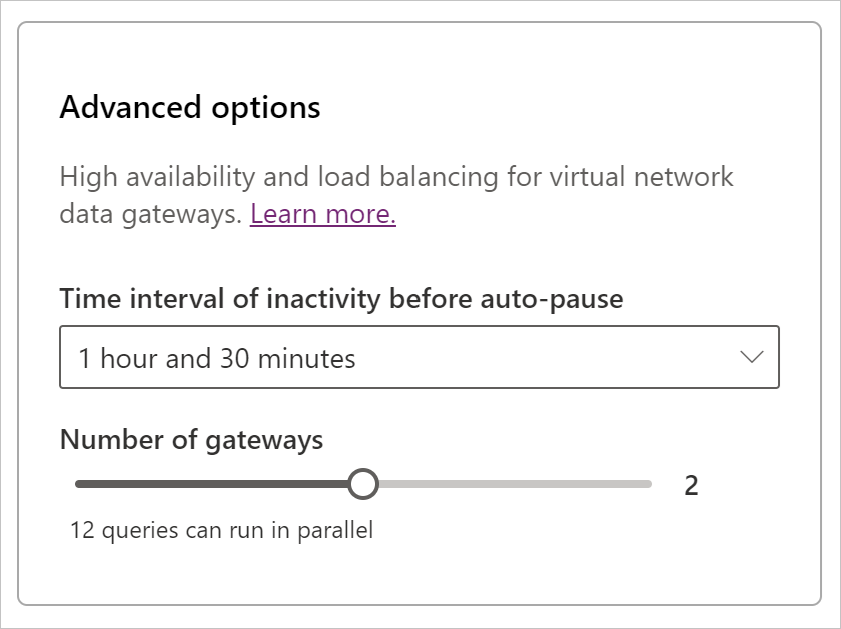 Advanced options
High availability and load balancing for virtual network
data gateways. Learn more.
Time interval of inactivity before auto-pause
1 hour and 30 minutes
Number of gateways
2
12 queries can run in parallel